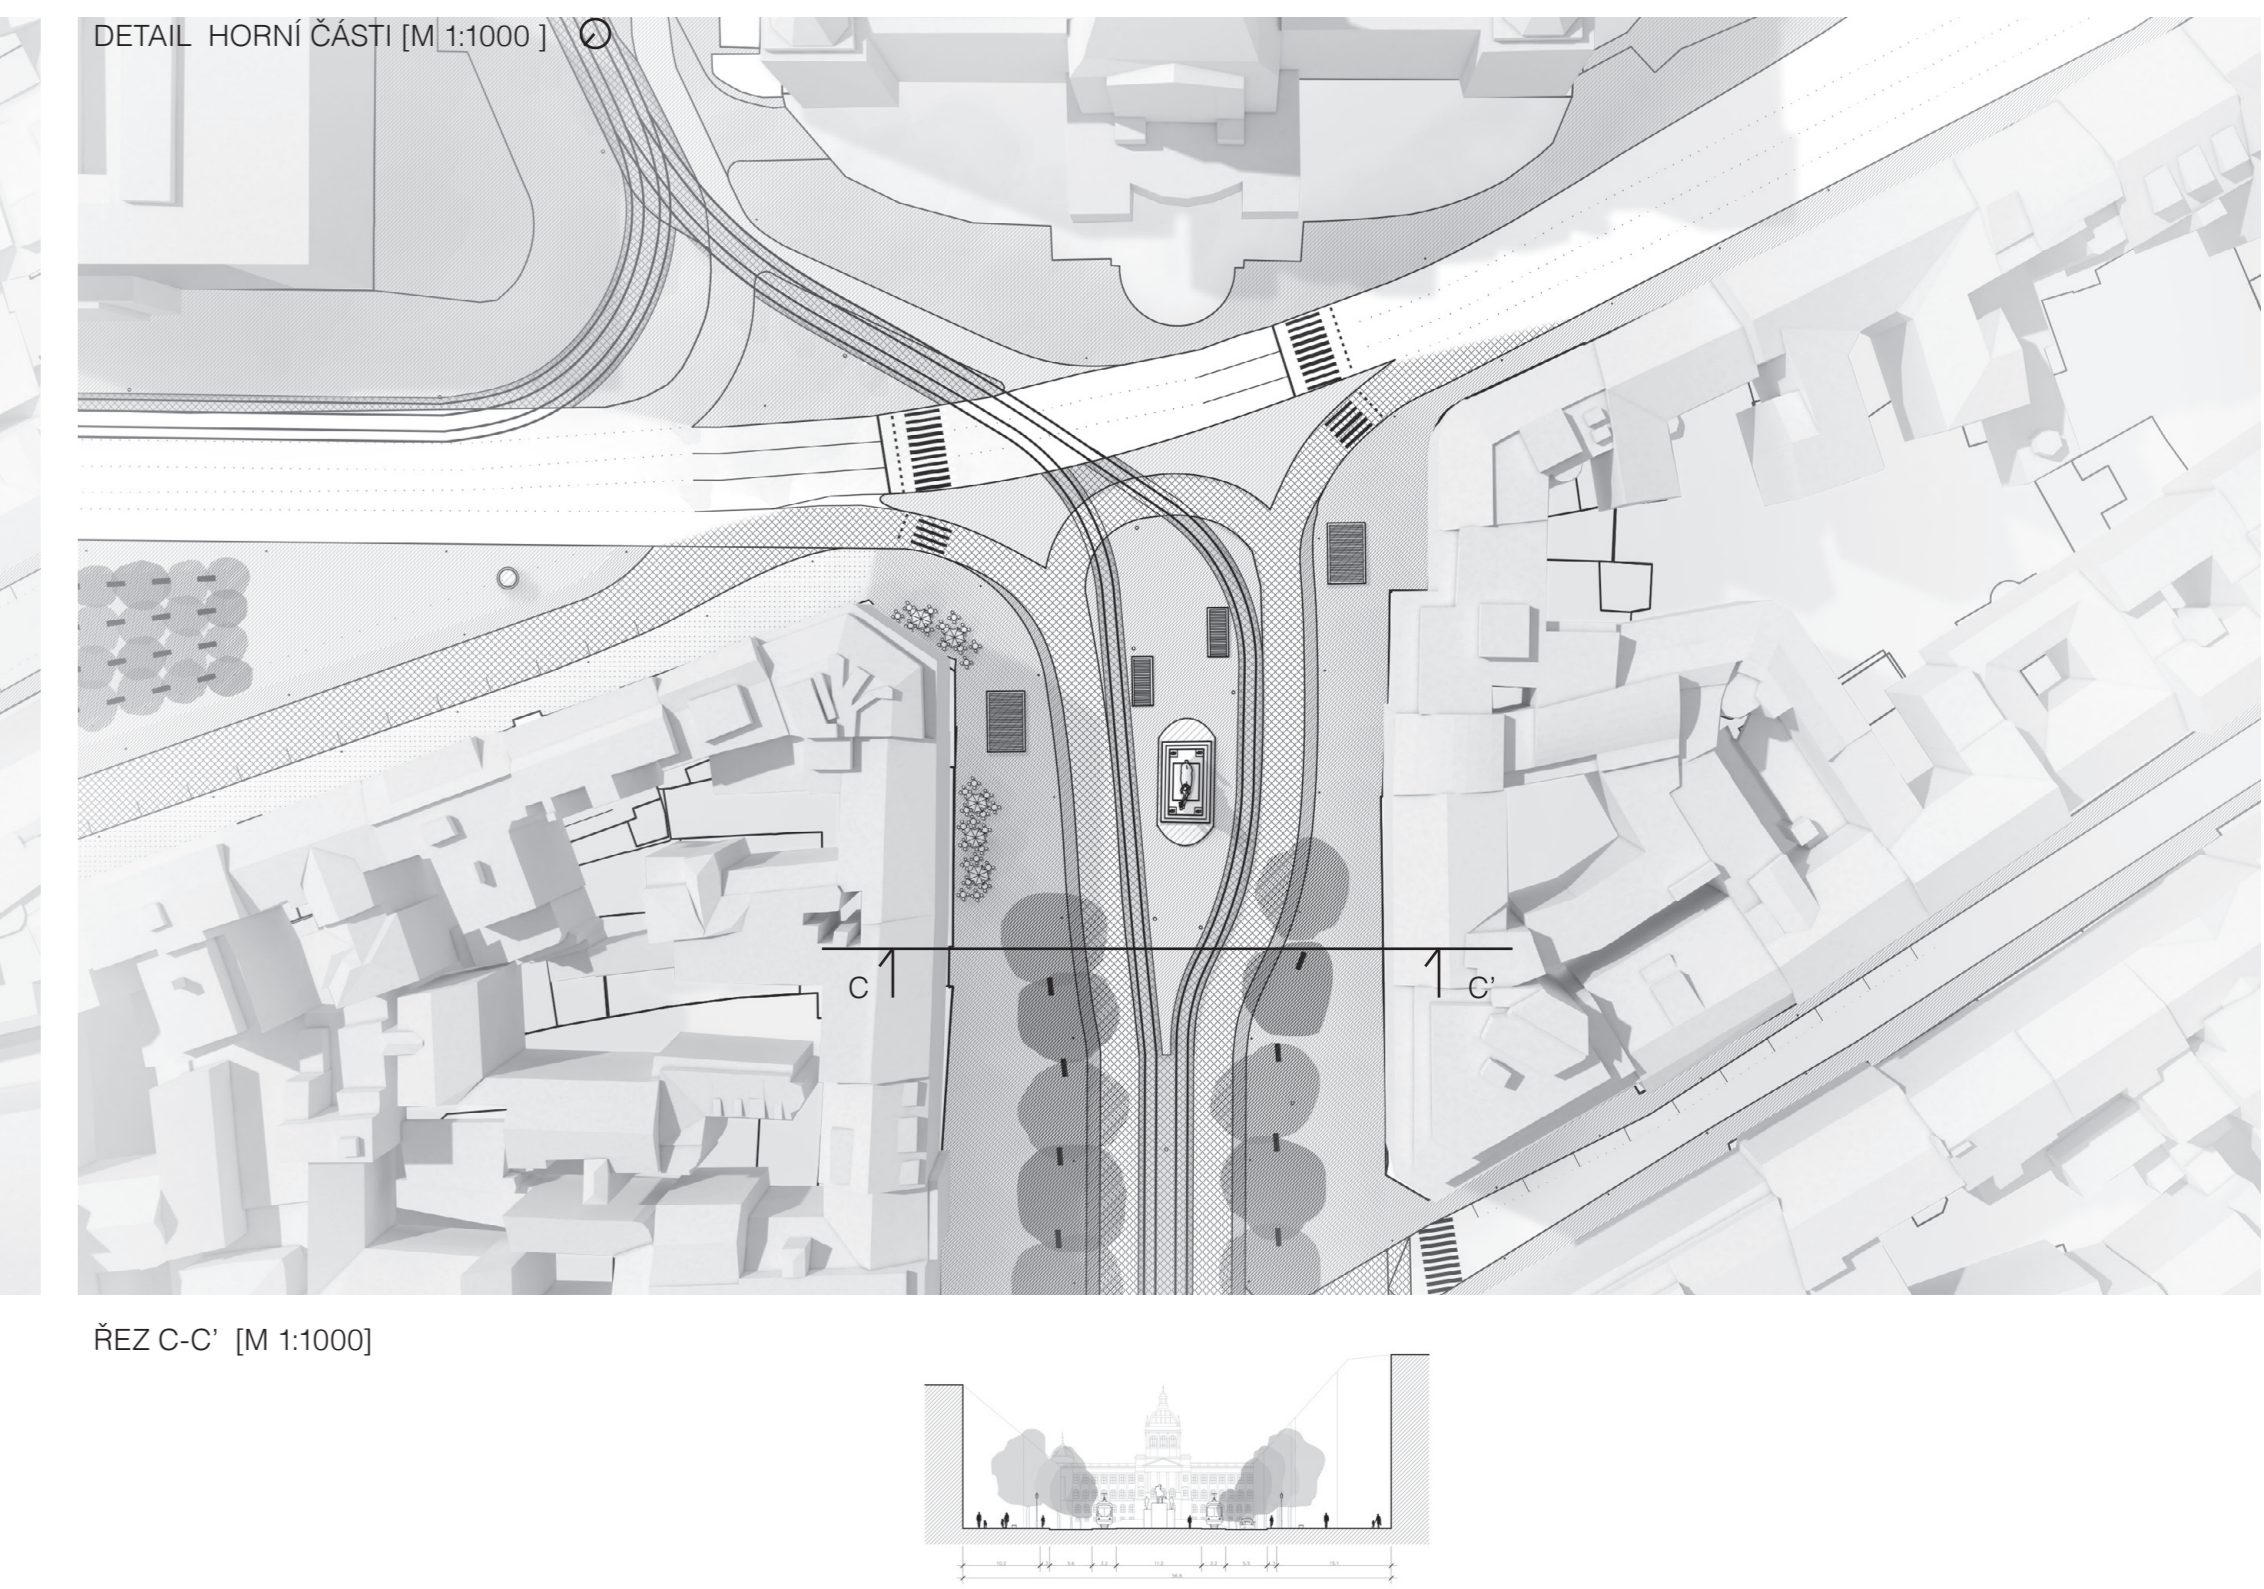 DETAIL HORNÍ ČÁSTI [M 1:1000 ]
C C’
ŘEZ C-C’ [M 1:1000]